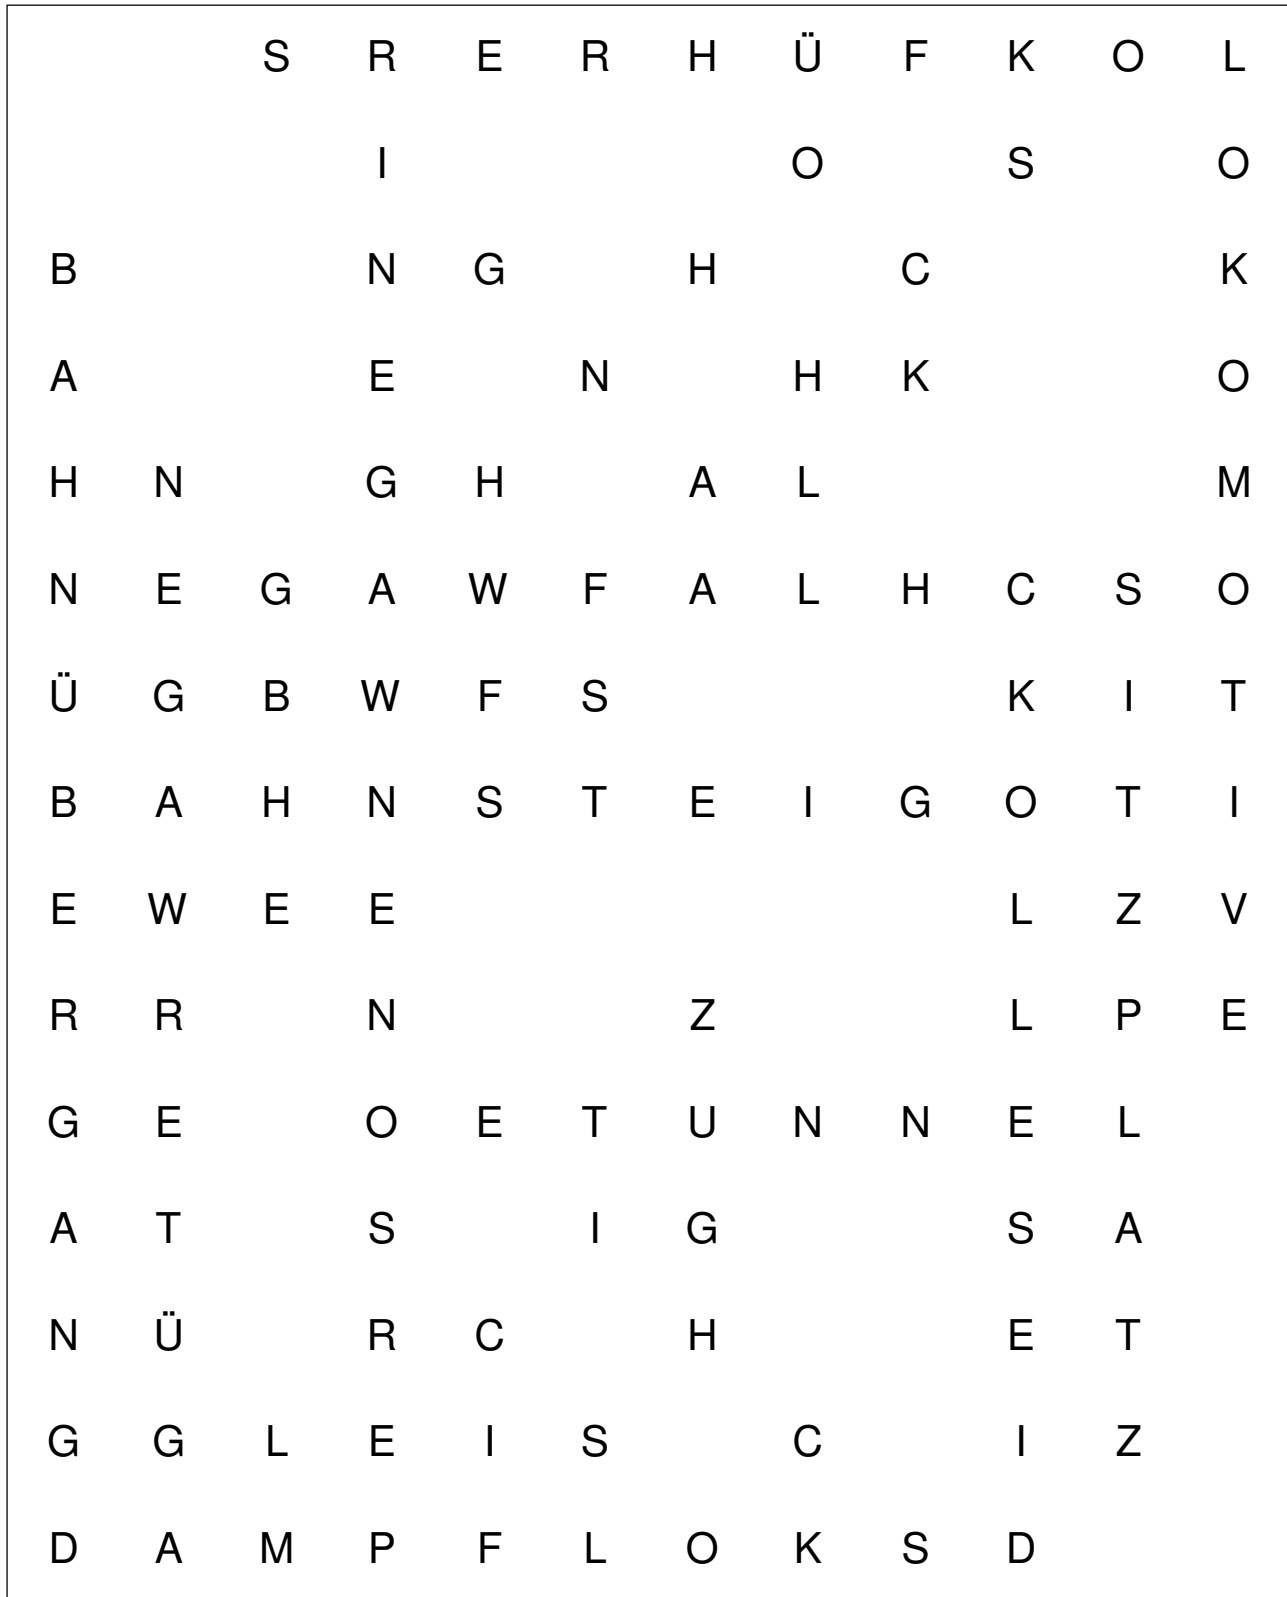 S R E R H Ü F K O L
I O S O
B N G H C K
A E N H K O
H N G H A L M
N E G A W F A L H C S O
Ü G B W F S K I T
B A H N S T E I G O T I
E W E E L Z V
R R N Z L P E
G E O E T U N N E L
A T S I G S A
N Ü R C H E T
G G L E I S C I Z
D A M P F L O K S D